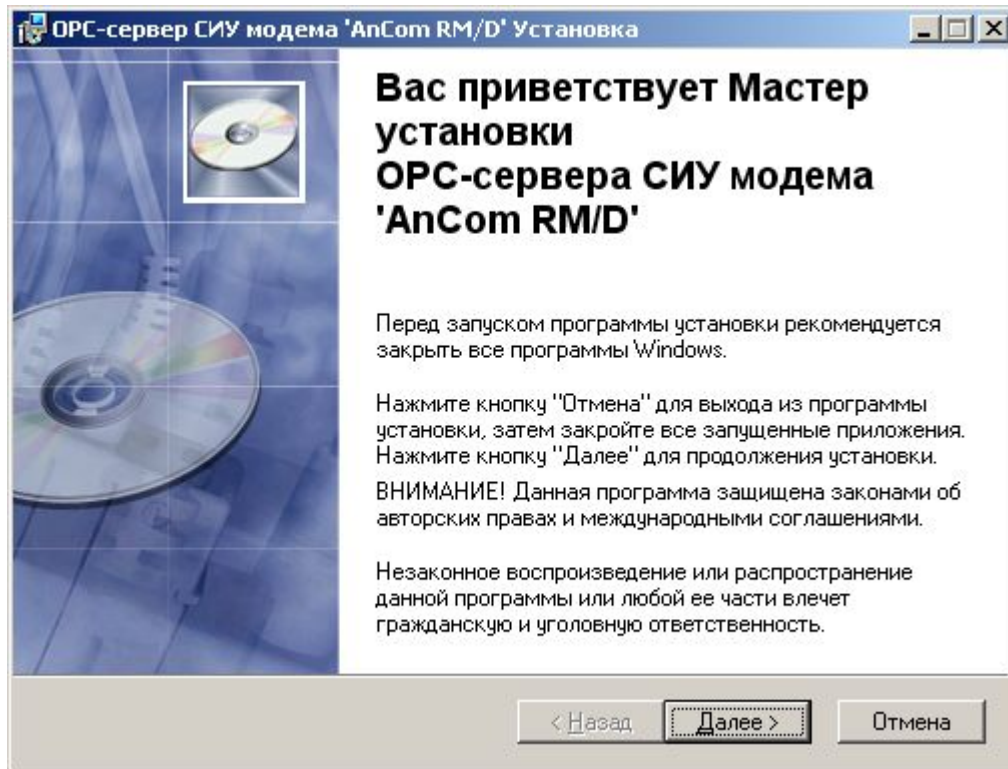 OPC-сервер СИУ модема 'AnCom RM/D' Установка
Вас приветствует Мастер
установки
OPC-сервера СИУ модема
'AnCom RM/D'
Перед запуском программы установки рекомендуется
закрыть все программы Windows.
Нажмите кнопку "Отмена" для выхода из программы
установки, затем закройте все запущенные приложения.
Нажмите кнопку "Далее" для продолжения установки.
ВНИМАНИЕ! Данная программа защищена законами об
авторских правах и международными соглашениями.
Незаконное воспроизведение или распространение
данной программы или любой ее части влечет
гражданскую и уголовную ответственность.
< Назад
Далее >
Отмена